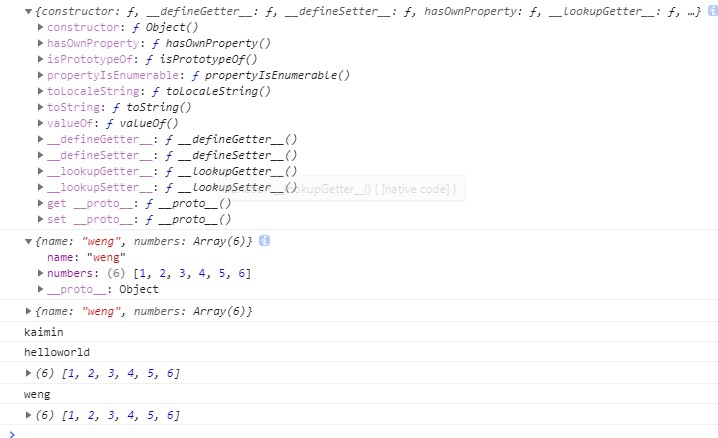 {constructor: ƒ, __defineGetter__: ƒ, __defineSetter__: ƒ, hasOwnProperty: ƒ, __lookupGetter__: ƒ, …}
constructor: ƒ Object()
hasOwnProperty: ƒ hasOwnProperty()
isPrototypeOf: ƒ isPrototypeOf()
propertyIsEnumerable: ƒ propertyIsEnumerable()
toLocaleString: ƒ toLocaleString()
toString: ƒ toString()
valueOf: ƒ valueOf()
__defineGetter__: ƒ __defineGetter__()
__defineSetter__: ƒ __defineSetter__()
__lookupGetter__: ƒ __lookupGetter__()
__lookupSetter__: ƒ __lookupSetter__()
okupGetter__() { [native code] }
get __proto__: ƒ __proto__()
set __proto__: ƒ __proto__()
{name: "weng", numbers: Array(6)}
name: "weng"
numbers: (6) [1, 2, 3, 4, 5, 6]
__proto__: Object
{name: "weng", numbers: Array(6)}
kaimin
helloworld
(6) [1, 2, 3, 4, 5, 6]
weng
(6) [1, 2, 3, 4, 5, 6]